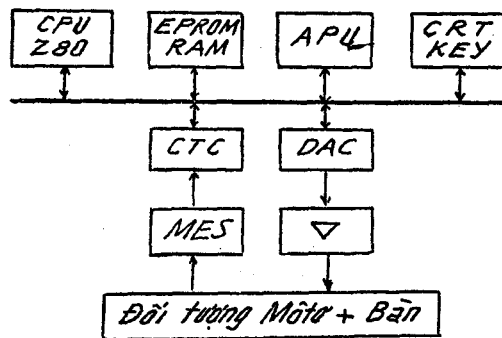 CPU
Z80
EPROM
RAM
APU
CRT
KEY
CTC
DAC
MES
Đối tượng Môtơ + Bàn